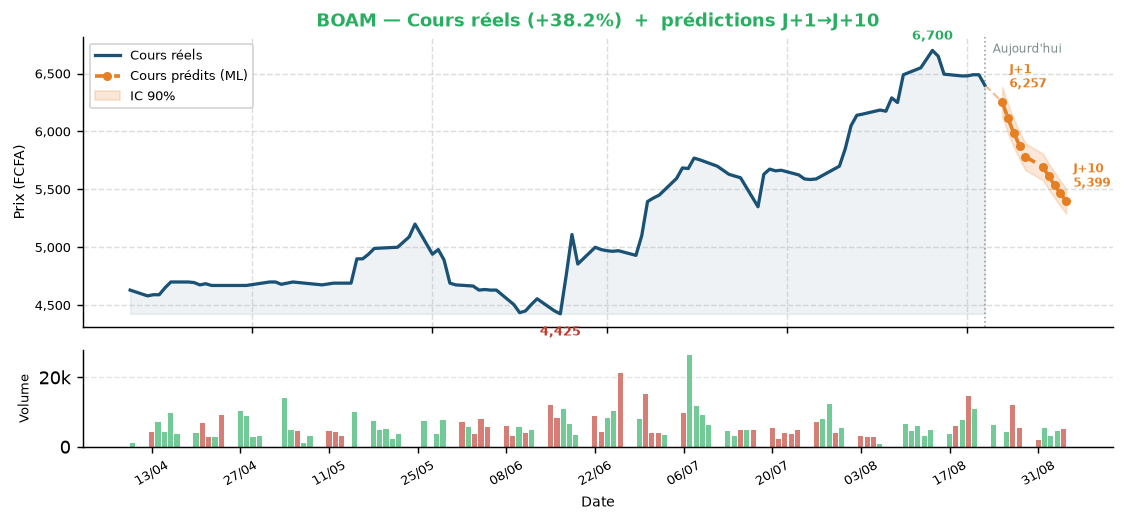 BOAM — Cours réels (+38.2%)  +  prédictions J+1→J+10
6,700
Aujourd'hui
Cours réels
Cours prédits (ML)
IC 90%
J+1
6,257
J+10
5,399
4,425
Prix (FCFA)
6,500
6,000
5,500
5,000
4,500
Volume
20k
0
13/04
27/04
11/05
25/05
08/06
22/06
06/07
20/07
03/08
17/08
31/08
Date